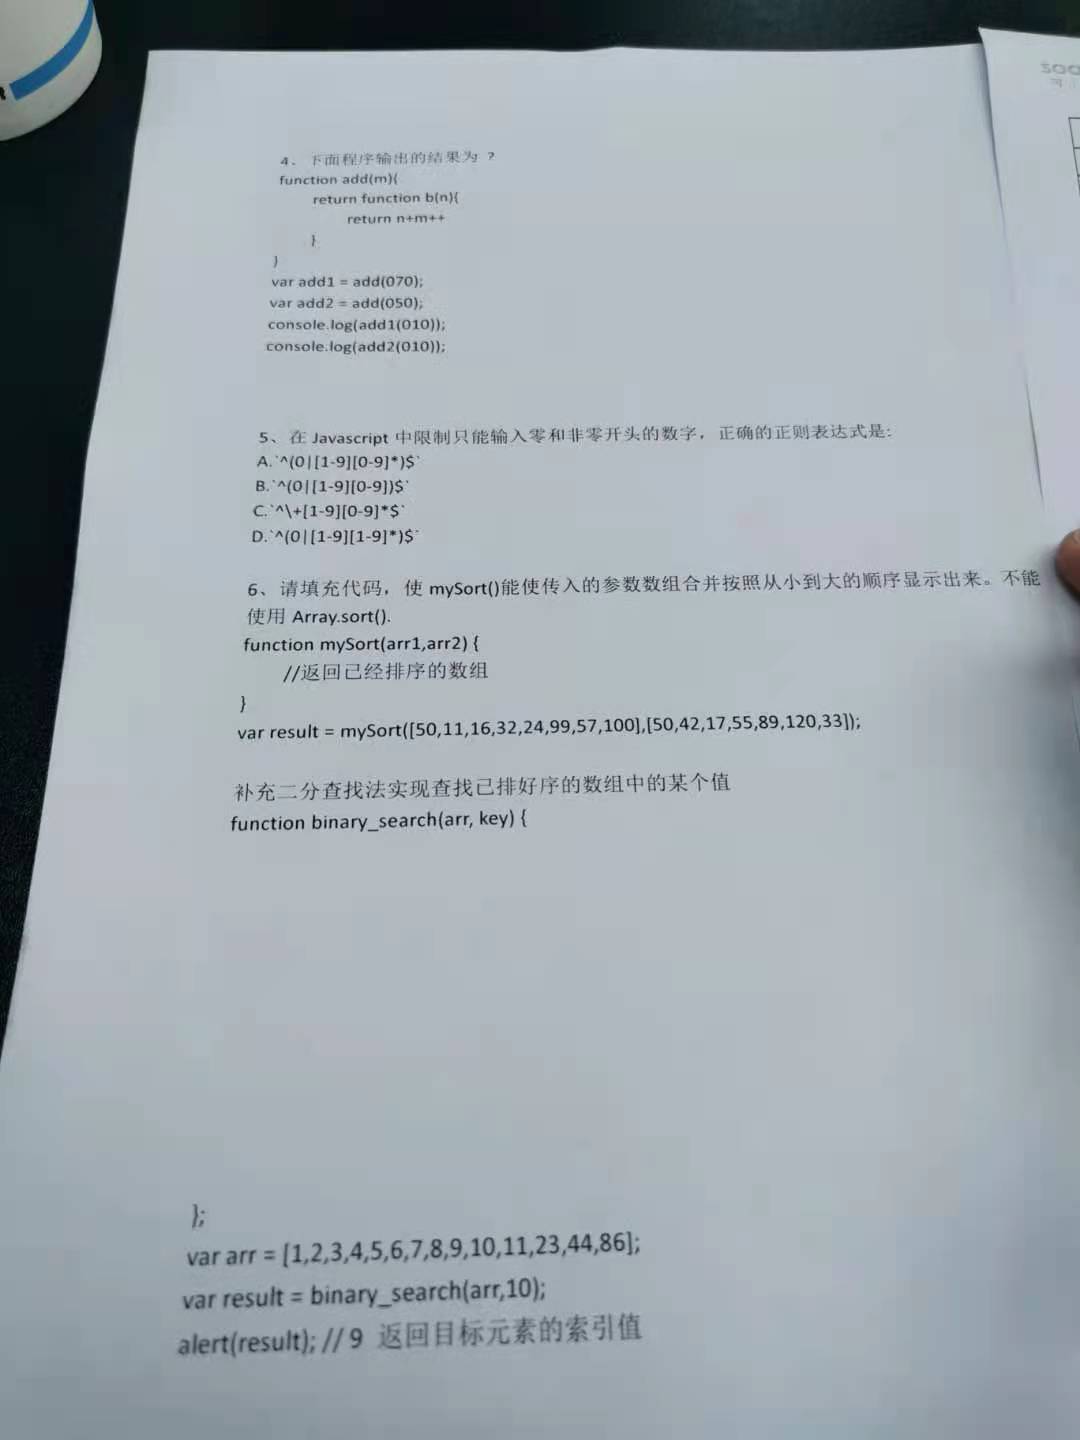 4、下面程序输出的结果为 ？
function add(m){
return function b(n){
return n+m++
}
}
var add1 = add(070);
var add2 = add(050);
console.log(add1(010));
console.log(add2(010));
5、在 Javascript 中限制只能输入零和非零开头的数字，正确的正则表达式是:
A.`^(0|[1-9][0-9]*)$`
B.`^(0|[1-9][0-9])$`
C.`^\+[1-9][0-9]*$`
D.`^(0|[1-9][1-9]*)$`
6、请填充代码，使 mySort()能使传入的参数数组合并按照从小到大的顺序显示出来。不能
使用 Array.sort().
function mySort(arr1,arr2) {
//返回已经排序的数组
}
var result = mySort([50,11,16,32,24,99,57,100],[50,42,17,55,89,120,33]);
补充二分查找法实现查找已排好序的数组中的某个值
function binary_search(arr, key) {
};
var arr = [1,2,3,4,5,6,7,8,9,10,11,23,44,86];
var result = binary_search(arr,10);
alert(result); // 9 返回目标元素的索引值